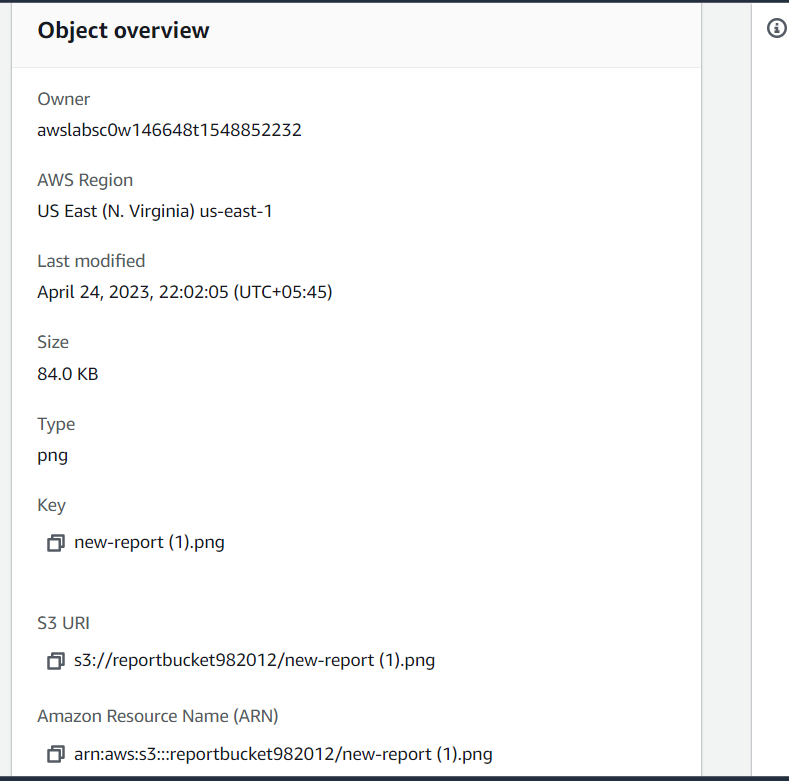 Object overview
Owner
awslabsc0w146648t1548852232
AWS Region
US East (N. Virginia) us-east-1
Last modified
April 24, 2023, 22:02:05 (UTC+05:45)
Size
84.0 KB
Type
png
Key
new-report (1).png
S3 URI
s3://reportbucket982012/new-report (1).png
Amazon Resource Name (ARN)
arn:aws:s3:::reportbucket982012/new-report (1).png